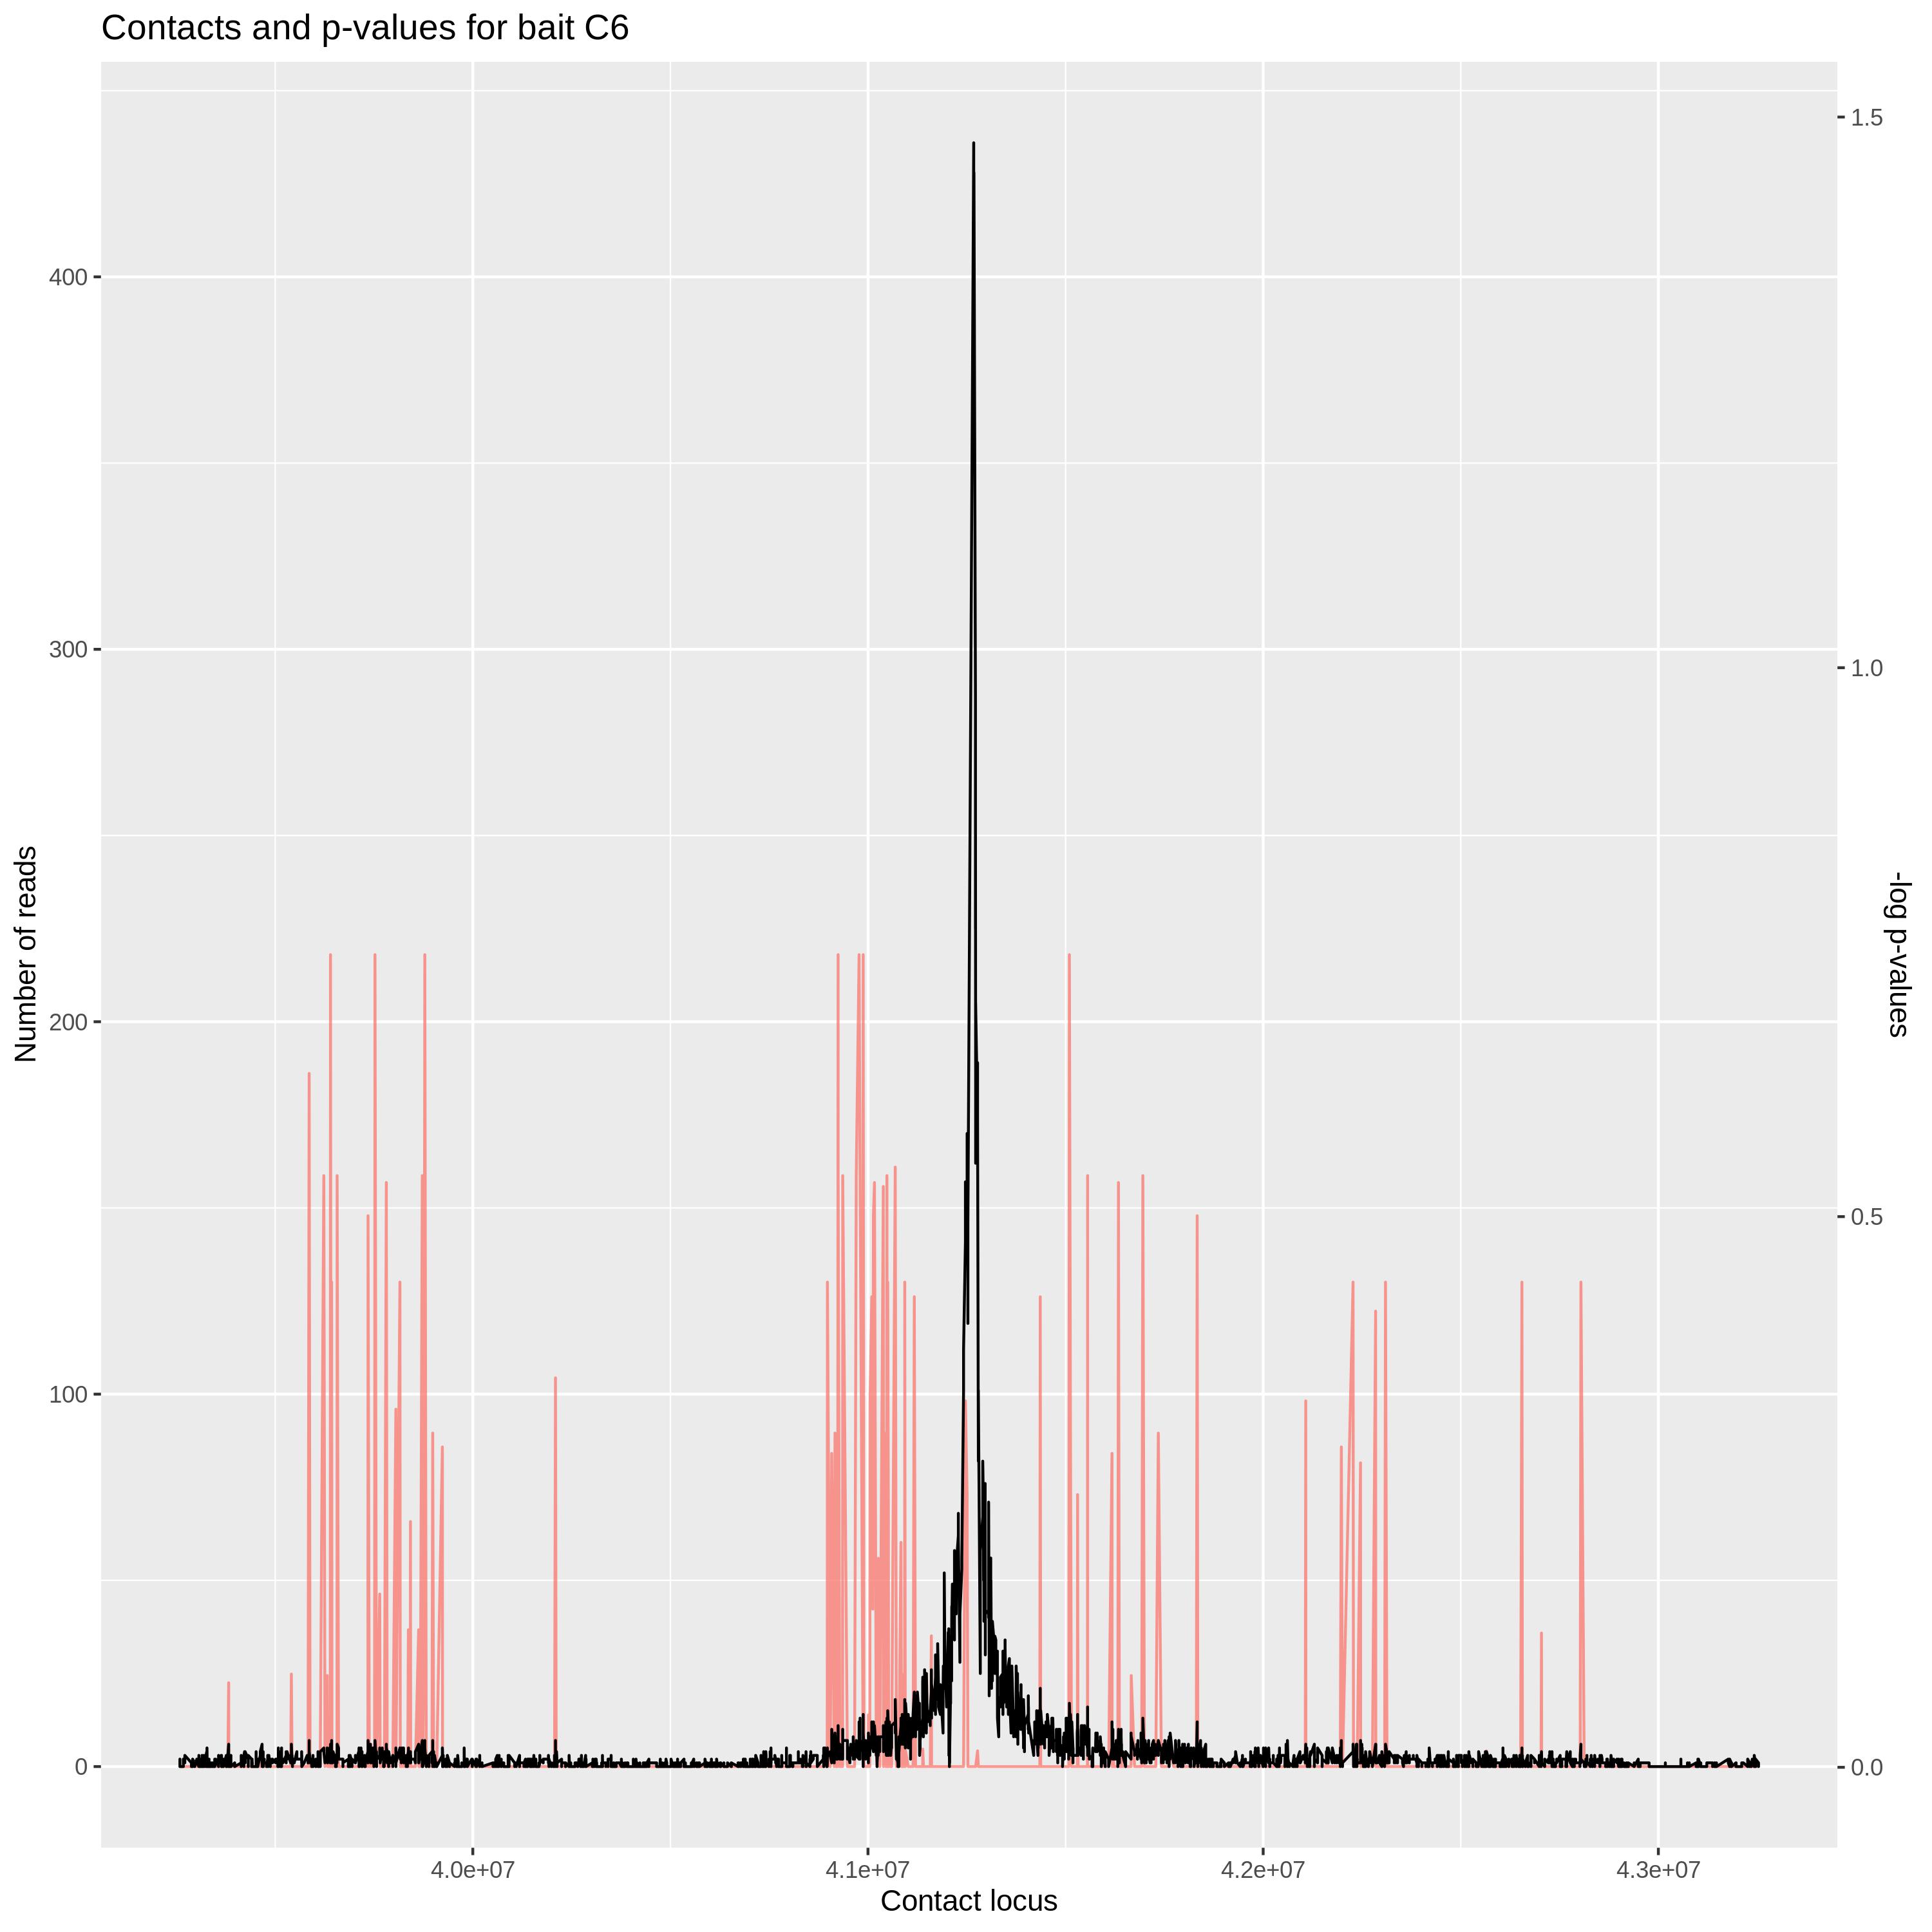 Contacts and p-values for bait C6
1.5
400
300
1.0
Number of reads
-log p-values
200
0.5
100
0
0.0
4.0e+07 4.1e+07 4.2e+07 4.3e+07
Contact locus